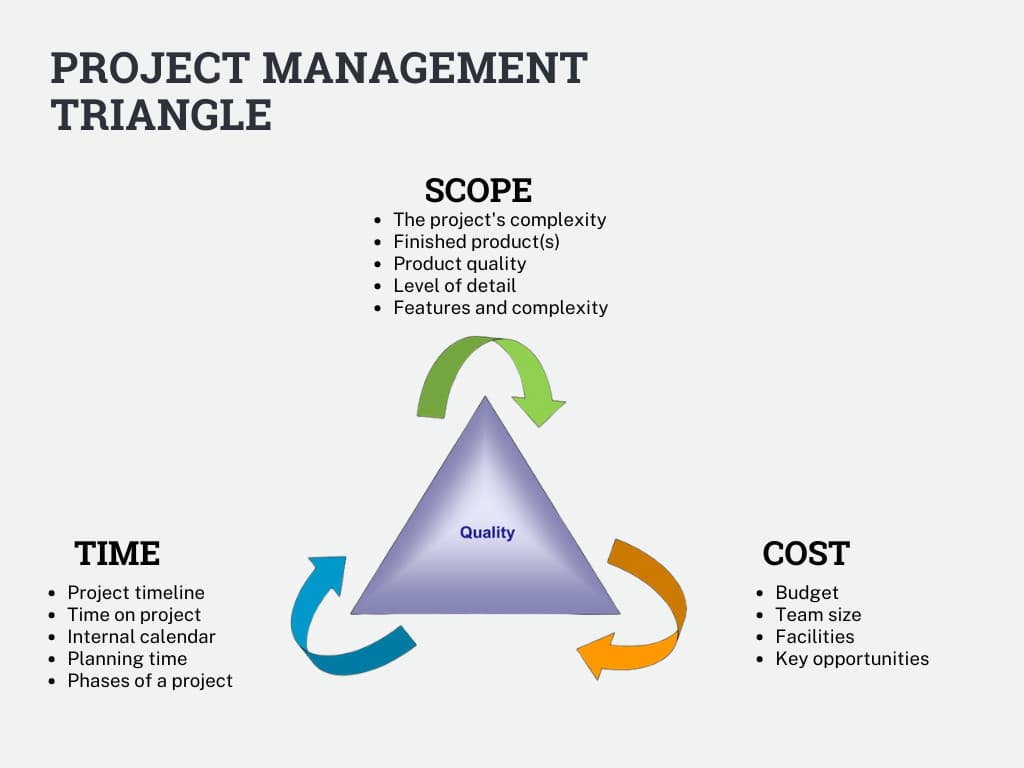 PROJECT MANAGEMENT
TRIANGLE
SCOPE
• The project's complexity
• Finished product(s)
• Product quality
• Level of detail
• Features and complexity
Quality
TIME
• Project timeline
• Time on project
• Internal calendar
• Planning time
• Phases of a project
COST
• Budget
• Team size
• Facilities
• Key opportunities